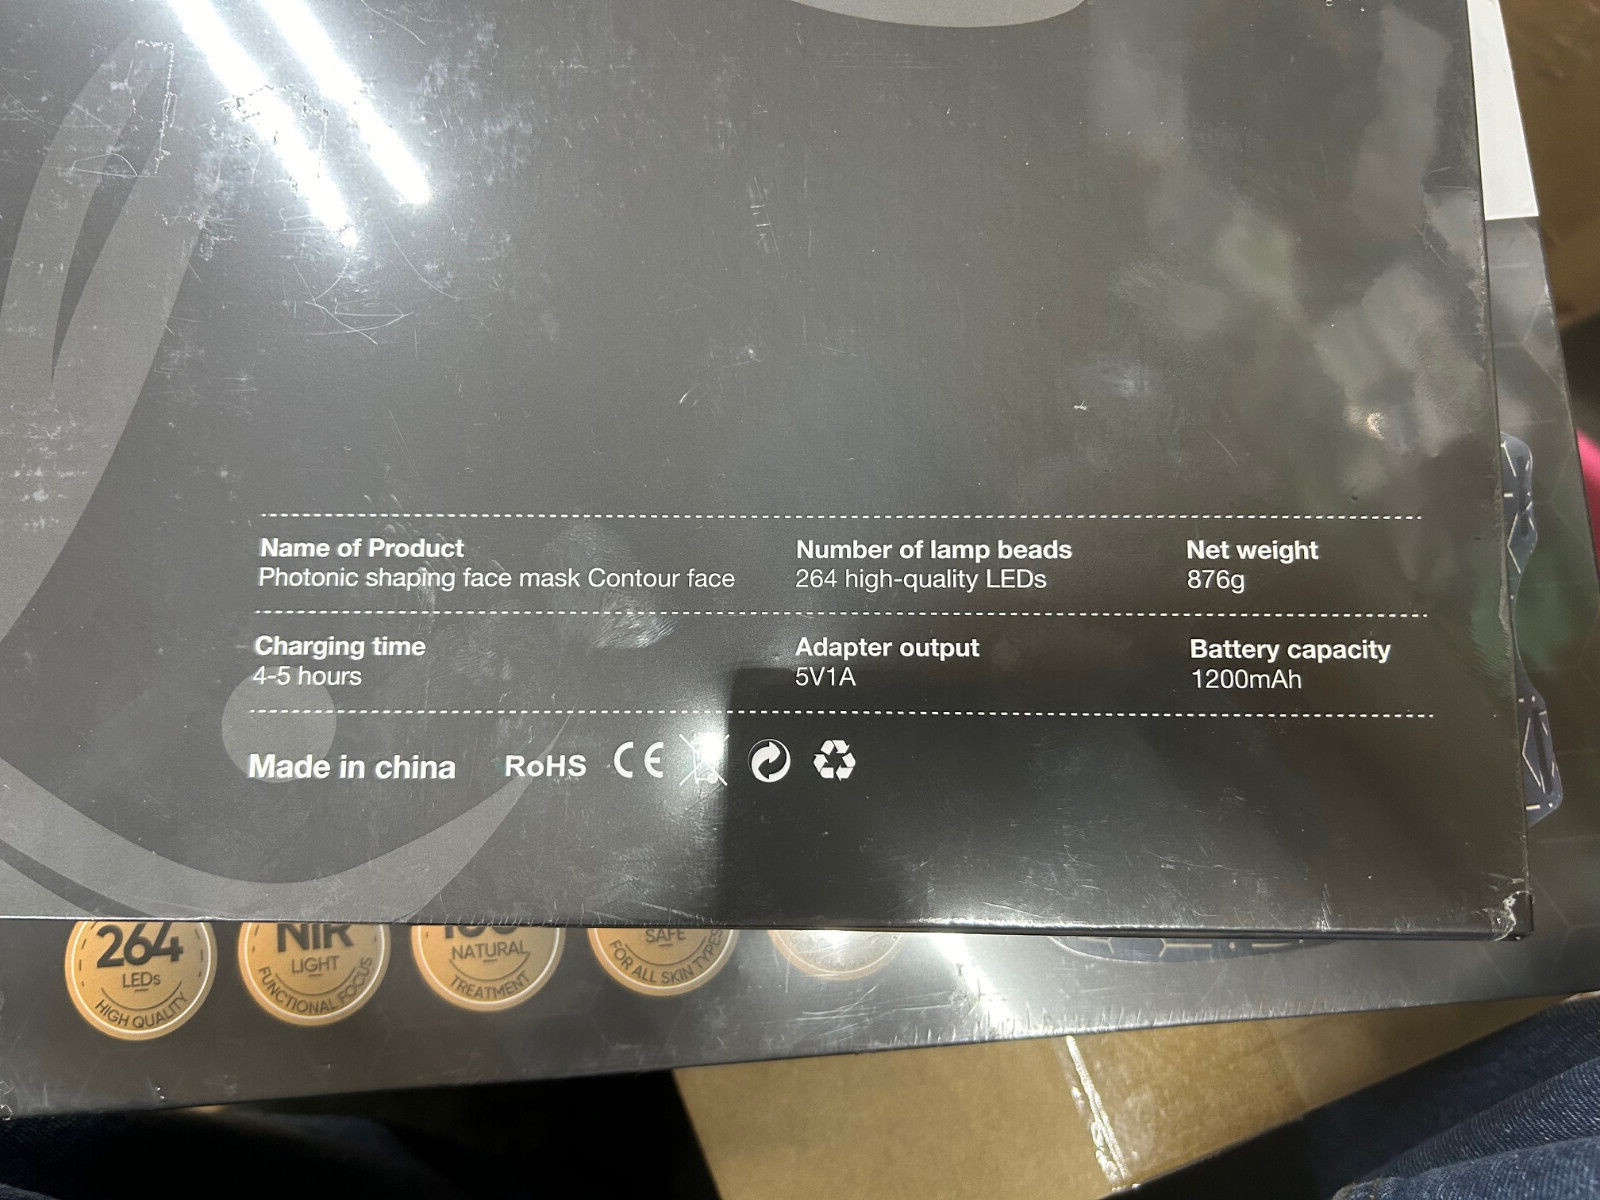 Name of Product
Photonic shaping face mask Contour face
Number of lamp beads
264 high-quality LEDs
Net weight
876g
Charging time
4-5 hours
Adapter output
5V1A
Battery capacity
1200mAh
Made in china RoHS CE
264
LEDs
HIGH QUALITY
NIR
LIGHT
FUNCTIONAL FOCUS
NATURAL
TREATMENT
SAFE
FOR ALL SKIN TYPES